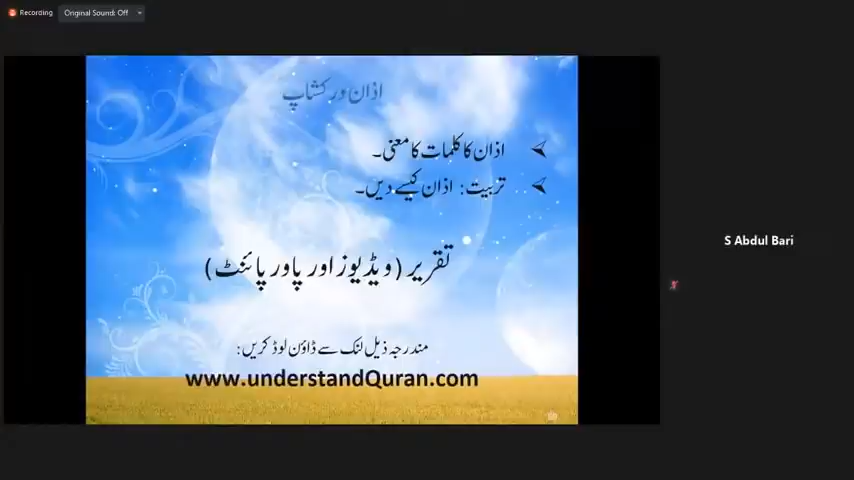 Recording
Original Sound: Off
اذان ورکشاپ
اذان کا کلمات کا معنی۔
تربیت: اذان کیسے دیں۔
تقریر (ویڈیوز اور پاور پائنٹ)
مندرجہ ذیل لنک سے ڈاؤن لوڈ کریں:
www.understandQuran.com
S Abdul Bari